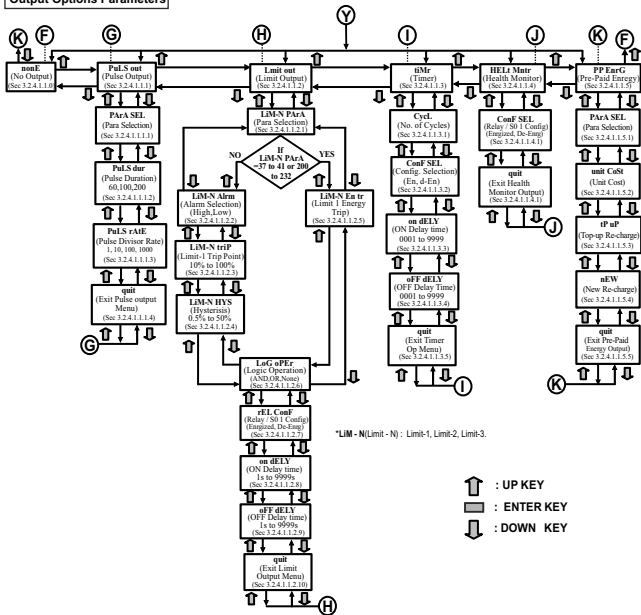 Output Options Parameters
Y
K
F
G
H
I
J
K
F
nonE
(No Output)
(Sec 3.2.4.1.1.1.0)
PuLS out
(Pulse Output)
(Sec 3.2.4.1.1.1)
Lmit out
(Limit Output)
(Sec 3.2.4.1.1.2)
tiMr
(Timer)
(Sec 3.2.4.1.1.3)
HELt Mntr
(Health Monitor)
(Sec 3.2.4.1.1.4)
PP EnrG
(Pre-Paid Enregy)
(Sec 3.2.4.1.1.5)
PArA SEL
(Para Selection)
(Sec 3.2.4.1.1.1.1)
PuLS dur
(Pulse Duration)
60,100,200
(Sec 3.2.4.1.1.1.2)
PuLS rAtE
(Pulse Divisor Rate)
1, 10, 100, 1000
(Sec 3.2.4.1.1.1.3)
quit
(Exit Pulse output
Menu)
(Sec 3.2.4.1.1.1.4)
G
LiM-N PArA
(Para Selection)
(Sec 3.2.4.1.1.2.1)
NO
If
LiM-N PArA
=37 to 41 or 200
to 232
YES
LiM-N Alrm
(Alarm Selection)
(High,Low)
(Sec 3.2.4.1.1.2.2)
LiM-N triP
(Limit-1 Trip Point)
10% to 100%
(Sec 3.2.4.1.1.2.3)
LiM-N HYS
(Hysterisis)
0.5% to 50%
(Sec 3.2.4.1.1.2.4)
LiM-N En tr
(Limit 1 Energy
Trip)
(Sec 3.2.4.1.1.2.5)
LoG oPEr
(Logic Operation)
(AND,OR,None)
(Sec 3.2.4.1.1.2.6)
rEL ConF
(Relay / S0 1 Config)
(Enrgized, De-Enrg)
(Sec 3.2.4.1.1.2.7)
on dELY
(ON Delay time)
1s to 9999s
(Sec 3.2.4.1.1.2.8)
oFF dELY
(OFF Delay time)
1s to 9999s
(Sec 3.2.4.1.1.2.9)
quit
(Exit Limit
Output Menu)
(Sec 3.2.4.1.1.2.10)
H
CycL
(No. of Cycles)
(Sec 3.2.4.1.1.3.1)
ConF SEL
(Config. Selection)
(En, d-En)
(Sec 3.2.4.1.1.3.2)
on dELY
(ON Delay Time)
0001 to 9999
(Sec 3.2.4.1.1.3.3)
oFF dELY
(OFF Delay Time)
0001 to 9999
(Sec 3.2.4.1.1.3.4)
quit
(Exit Timer
Op Menu)
(Sec 3.2.4.1.1.3.5)
I
ConF SEL
(Relay / S0 1 Config)
(Enrgized, De-Enrg)
(Sec 3.2.4.1.1.4.1)
quit
(Exit Health
Monitor Output)
(Sec 3.2.4.1.1.4.1)
J
PArA SEL
(Para Selection)
(Sec 3.2.4.1.1.5.1)
unit CoSt
(Unit Cost)
(Sec 3.2.4.1.1.5.2)
tP uP
(Top-up Re-charge)
(Sec 3.2.4.1.1.5.3)
nEW
(New Re-charge)
(Sec 3.2.4.1.1.5.4)
quit
(Exit Pre-Paid
Energy Output)
(Sec 3.2.4.1.1.5.5)
K
*LiM - N(Limit - N) : Limit-1, Limit-2, Limit-3.
: UP KEY
: ENTER KEY
: DOWN KEY